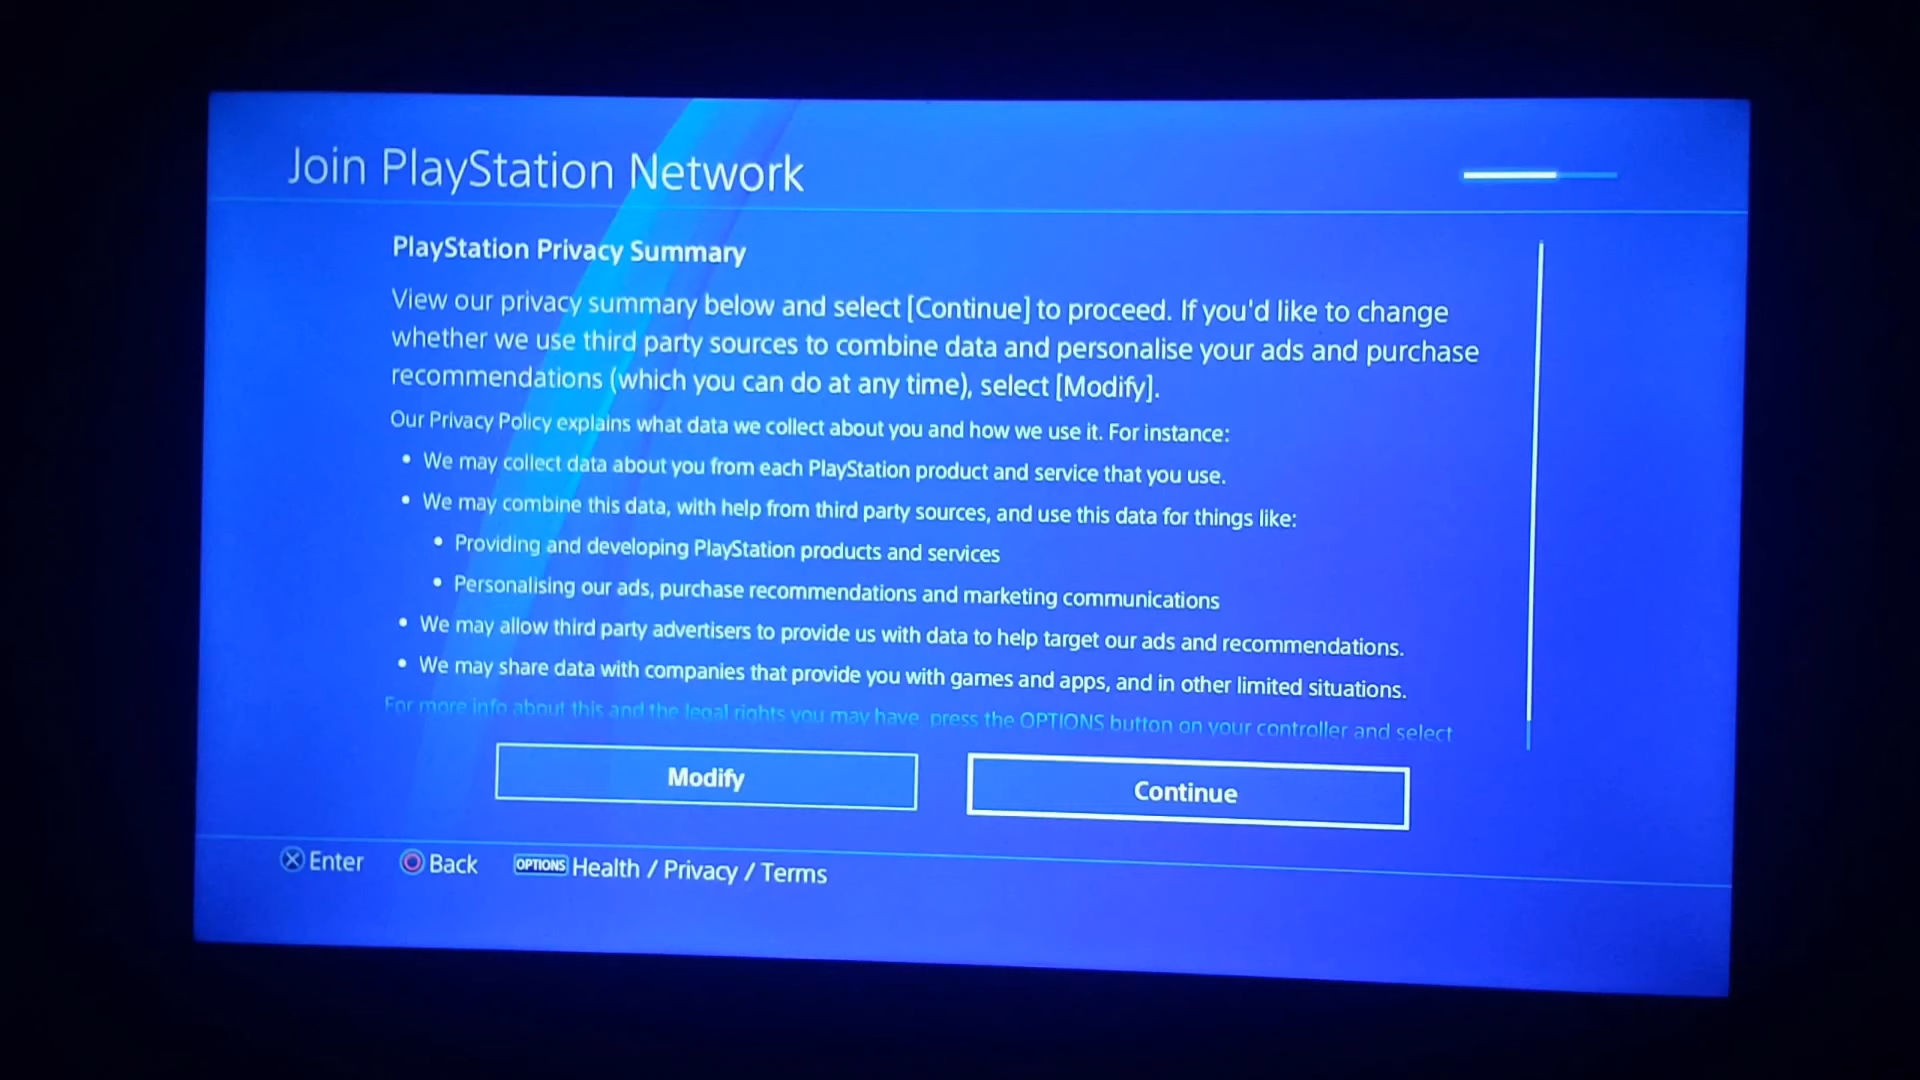 Join PlayStation Network
PlayStation Privacy Summary
View our privacy summary below and select [Continue] to proceed. If you'd like to change
whether we use third party sources to combine data and personalise your ads and purchase
recommendations (which you can do at any time), select [Modify].
Our Privacy Policy explains what data we collect about you and how we use it. For instance:
• We may collect data about you from each PlayStation product and service that you use.
• We may combine this data, with help from third party sources, and use this data for things like:
• Providing and developing PlayStation products and services
• Personalising our ads, purchase recommendations and marketing communications
• We may allow third party advertisers to provide us with data to help target our ads and recommendations.
• We may share data with companies that provide you with games and apps, and in other limited situations.
For more info about this and the legal rights you may have, press the OPTIONS button on your controller and select
Modify Continue
Enter Back OPTIONS Health / Privacy / Terms